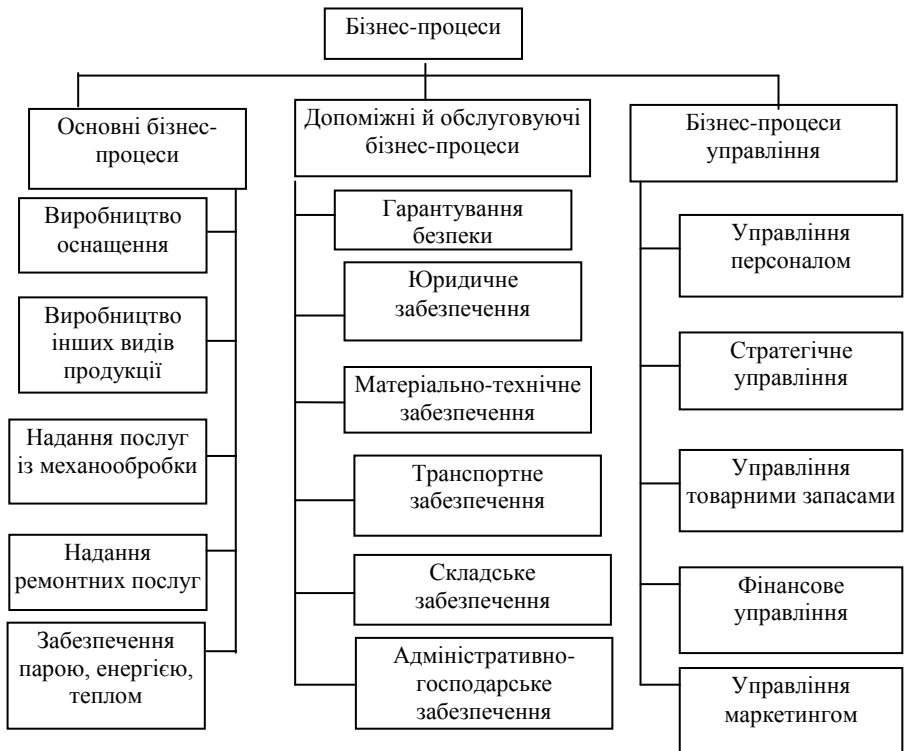 Бізнес-процеси
Основні бізнес-
процеси
Виробництво
оснащення
Виробництво
інших видів
продукції
Надання послуг
із механообробки
Надання
ремонтних послуг
Забезпечення
парою, енергією,
теплом
Допоміжні й обслуговуючі
бізнес-процеси
Гарантування
безпеки
Юридичне
забезпечення
Матеріально-технічне
забезпечення
Транспортне
забезпечення
Складське
забезпечення
Адміністративно-
господарське
забезпечення
Бізнес-процеси
управління
Управління
персоналом
Стратегічне
управління
Управління
товарними запасами
Фінансове
управління
Управління
маркетингом